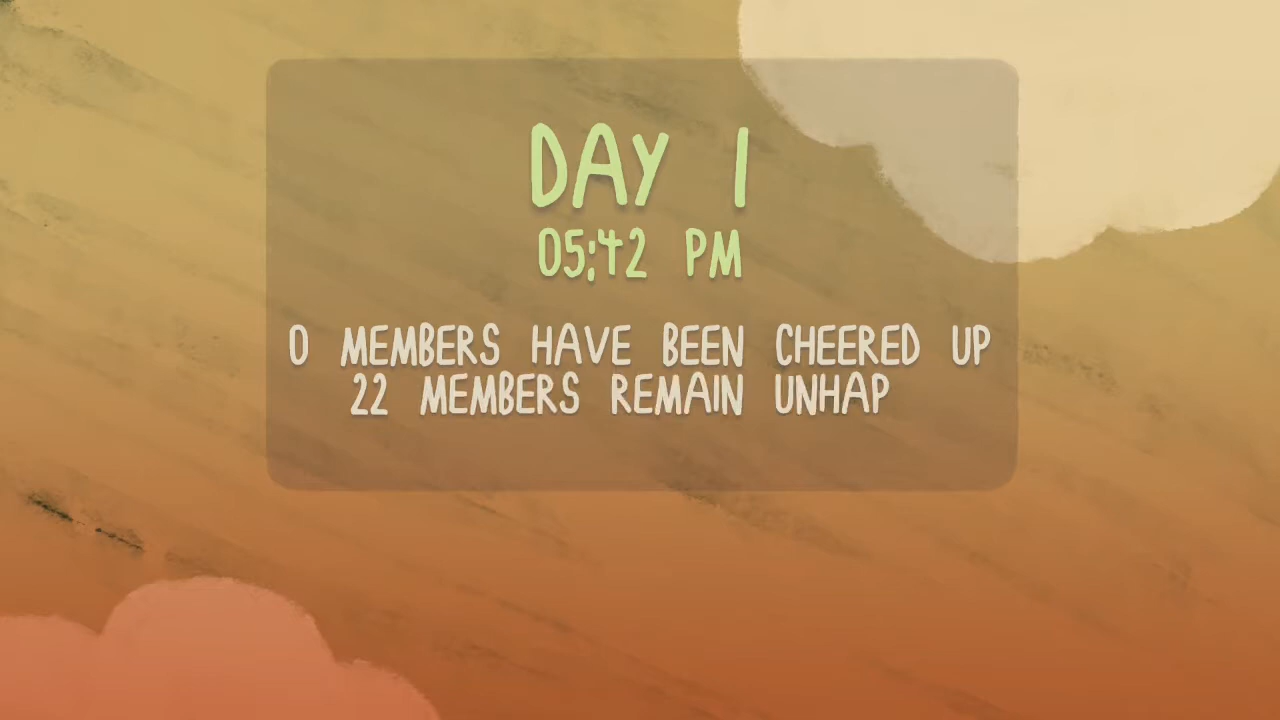 DAY 1
05:42 PM
0 MEMBERS HAVE BEEN CHEERED UP
22 MEMBERS REMAIN UNHAP